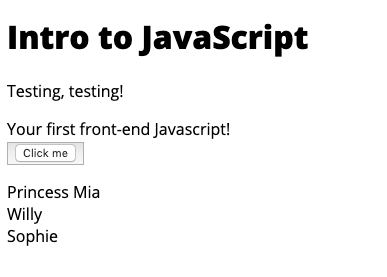 Intro to JavaScript
Testing, testing!
Your first front-end Javascript!
Click me
Princess Mia
Willy
Sophie